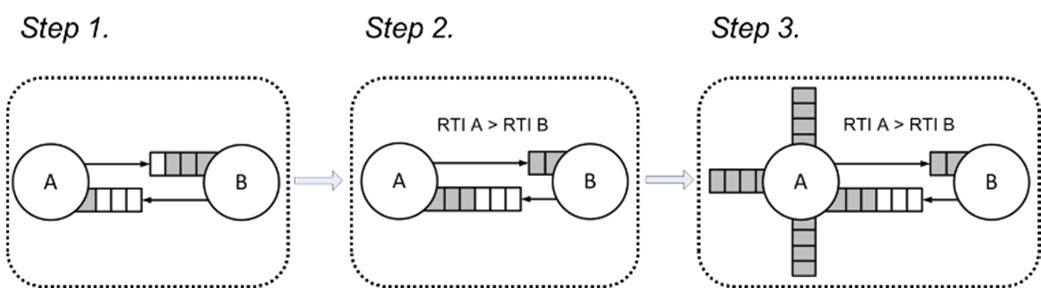 Step 1.
Step 2.
Step 3.
A
B
RTI A > RTI B
A
B
RTI A > RTI B
A
B